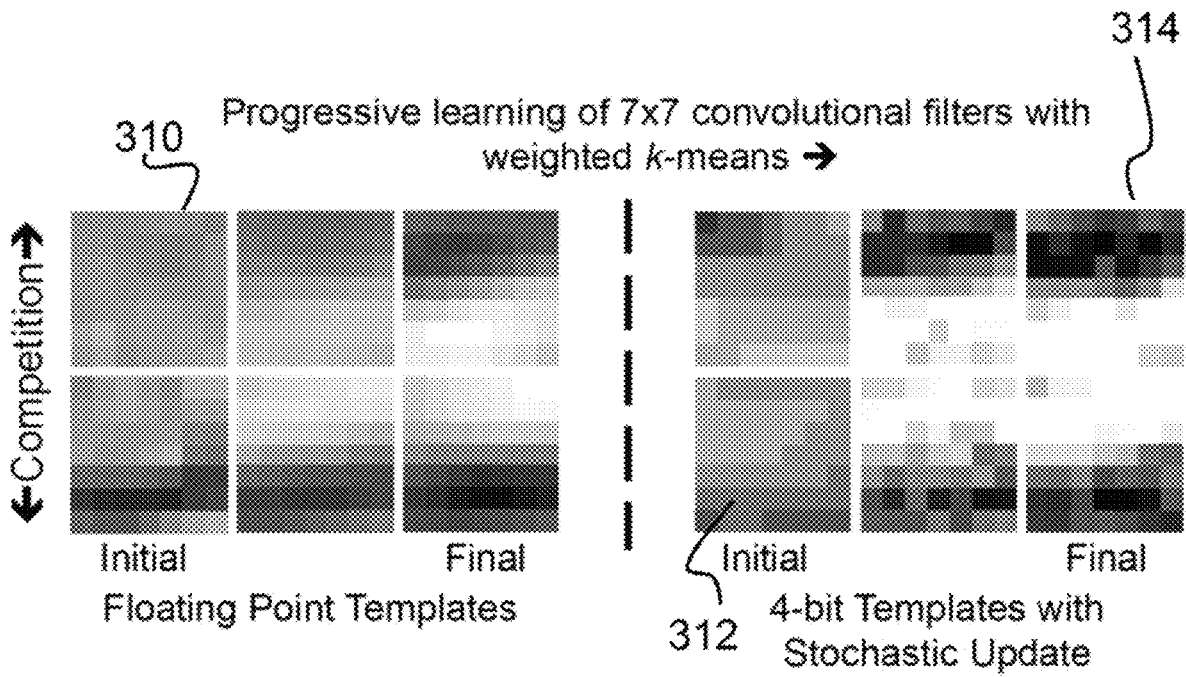 314
Progressive learning of 7x7 convolutional filters with
weighted k-means →
310
←Competition→
Initial
Final
Floating Point Templates
Initial
Final
312
4-bit Templates with
Stochastic Update